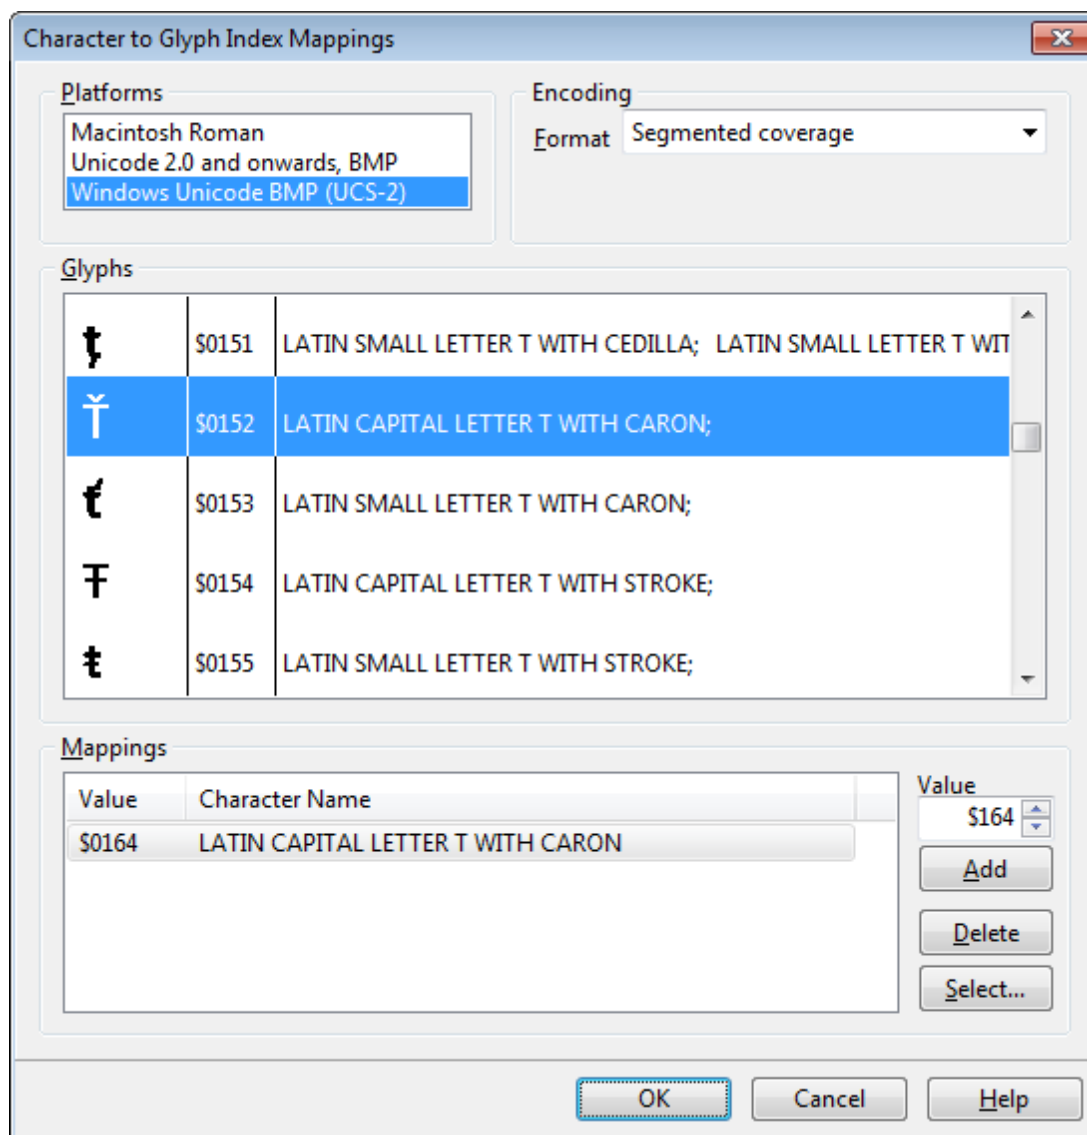 Character to Glyph Index Mappings
Platforms
Macintosh Roman
Unicode 2.0 and onwards, BMP
Windows Unicode BMP (UCS-2)
Encoding
Format Segmented coverage
Glyphs
ţ $0151 LATIN SMALL LETTER T WITH CEDILLA; LATIN SMALL LETTER T WIT
Ť $0152 LATIN CAPITAL LETTER T WITH CARON;
ť $0153 LATIN SMALL LETTER T WITH CARON;
Ŧ $0154 LATIN CAPITAL LETTER T WITH STROKE;
ŧ $0155 LATIN SMALL LETTER T WITH STROKE;
Mappings
Value Character Name
$0164 LATIN CAPITAL LETTER T WITH CARON
Value
$164
Add
Delete
Select...
OK Cancel Help